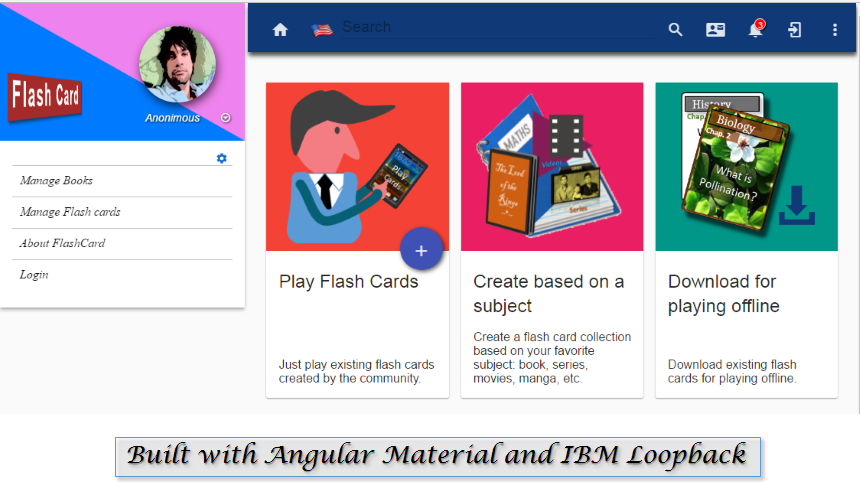 Search
3
Flash Card
Anonimous
Manage Books
Manage Flash cards
About FlashCard
Login
Play
Cards
Play Flash Cards
Just play existing flash cards
created by the community.
MATHS
Videos
The Lord
of the
Rings
Series
Create based on a
subject
Create a flash card collection
based on your favorite
subject: book, series,
movies, manga, etc.
History
Chap.
Biology
Chap. 2
What is
Pollination?
Download for
playing offline
Download existing flash
cards for playing offline.
Built with Angular Material and IBM Loopback